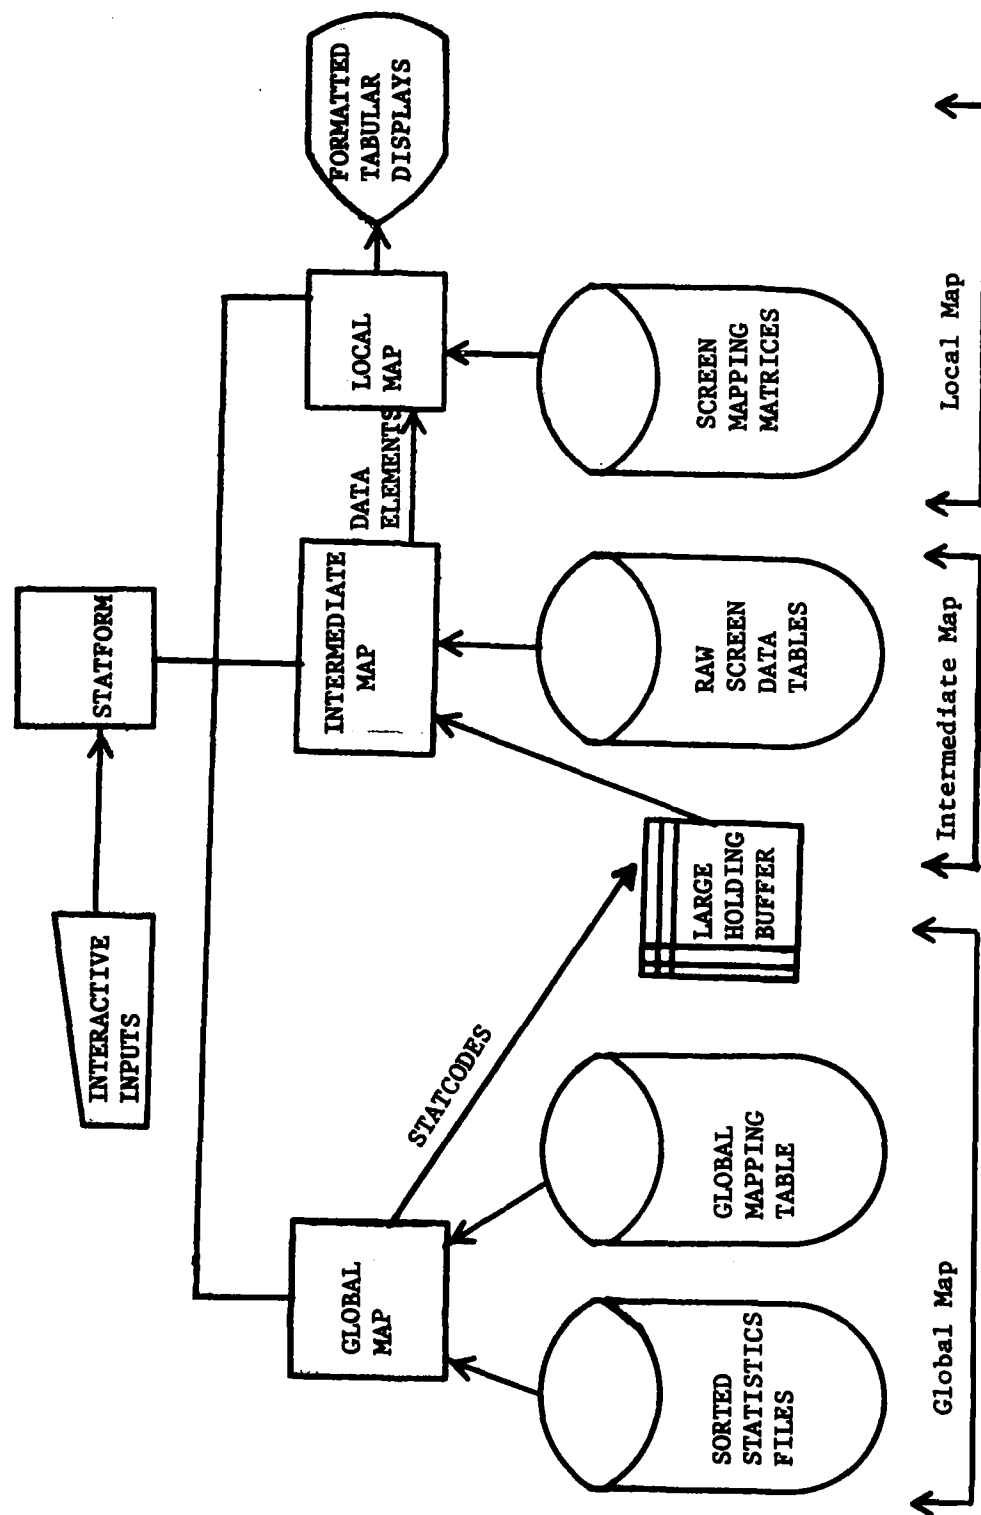 INTERACTIVE
INPUTS
STATFORM
GLOBAL
MAP
INTERMEDIATE
MAP
DATA
ELEMENTS
LOCAL
MAP
FORMATTED
TABULAR
DISPLAYS
STATCODES
SORTED
STATISTICS
FILES
GLOBAL
MAPPING
TABLE
LARGE
HOLDING
BUFFER
RAW
SCREEN
DATA
TABLES
SCREEN
MAPPING
MATRICES
Global Map
Intermediate Map
Local Map